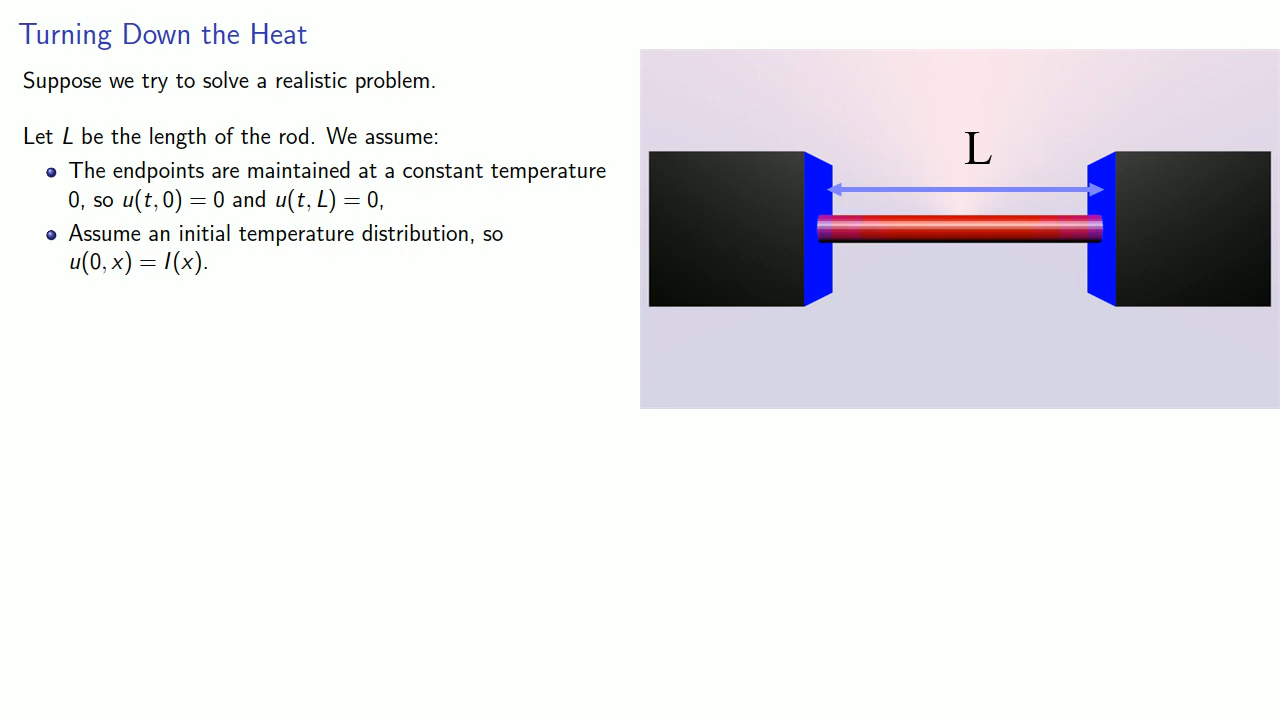 Turning Down the Heat
Suppose we try to solve a realistic problem.
Let L be the length of the rod. We assume:
The endpoints are maintained at a constant temperature
0, so u(t, 0) = 0 and u(t, L) = 0,
Assume an initial temperature distribution, so
u(0, x) = I(x).
L